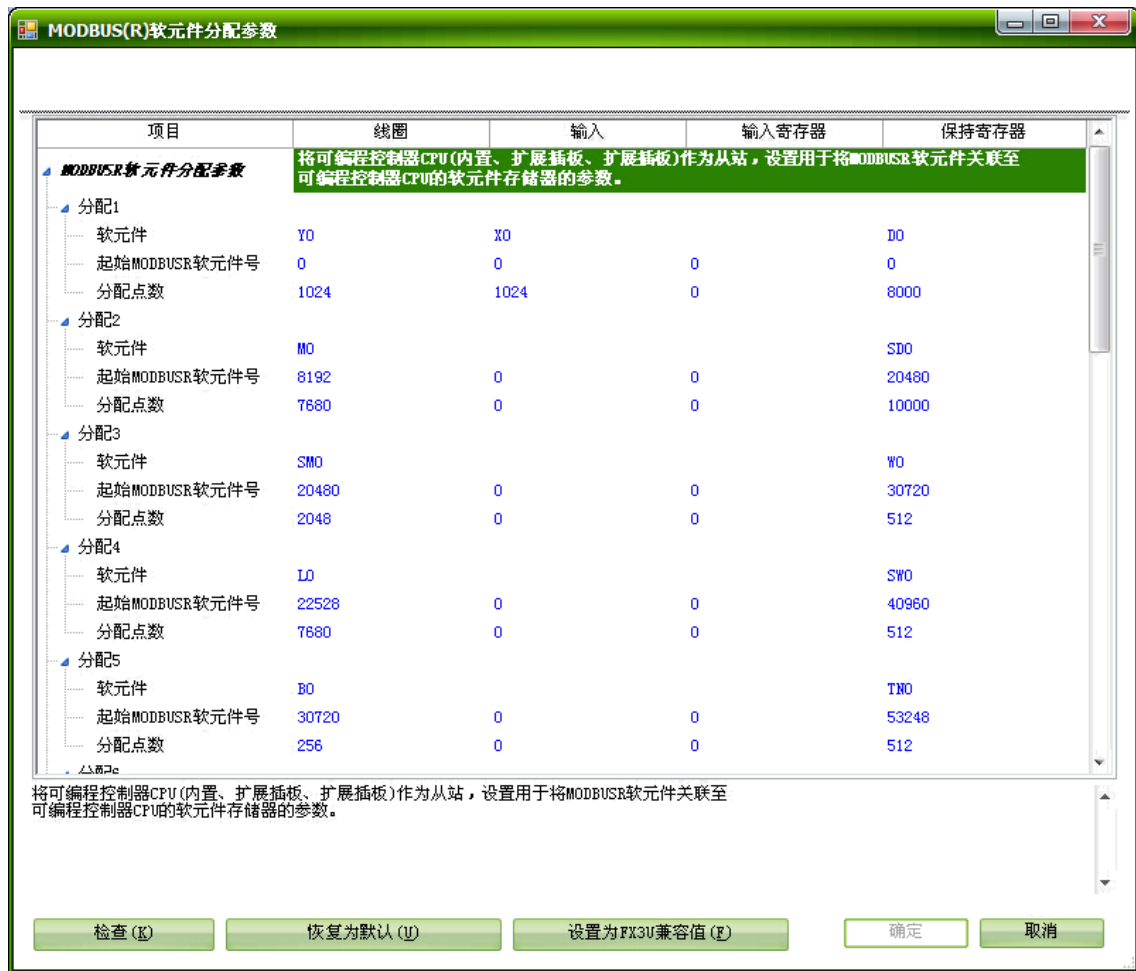 MODBUS(R)软元件分配参数
项目 线圈 输入 输入寄存器 保持寄存器
MODBUSR软元件分配参数 将可编程控制器CPU(内置、扩展插板、扩展插板)作为从站，设置用于将MODBUSR软元件关联至
可编程控制器CPU的软元件存储器的参数。
分配1
软元件 Y0 X0 D0
起始MODBUSR软元件号 0 0 0 0
分配点数 1024 1024 0 8000
分配2
软元件 M0 SD0
起始MODBUSR软元件号 8192 0 0 20480
分配点数 7680 0 0 10000
分配3
软元件 SM0 W0
起始MODBUSR软元件号 20480 0 0 30720
分配点数 2048 0 0 512
分配4
软元件 L0 SW0
起始MODBUSR软元件号 22528 0 0 40960
分配点数 7680 0 0 512
分配5
软元件 B0 TN0
起始MODBUSR软元件号 30720 0 0 53248
分配点数 256 0 0 512
将可编程控制器CPU(内置、扩展插板、扩展插板)作为从站，设置用于将MODBUSR软元件关联至
可编程控制器CPU的软元件存储器的参数。
检查(K) 恢复为默认(U) 设置为FX3U兼容值(F) 确定 取消